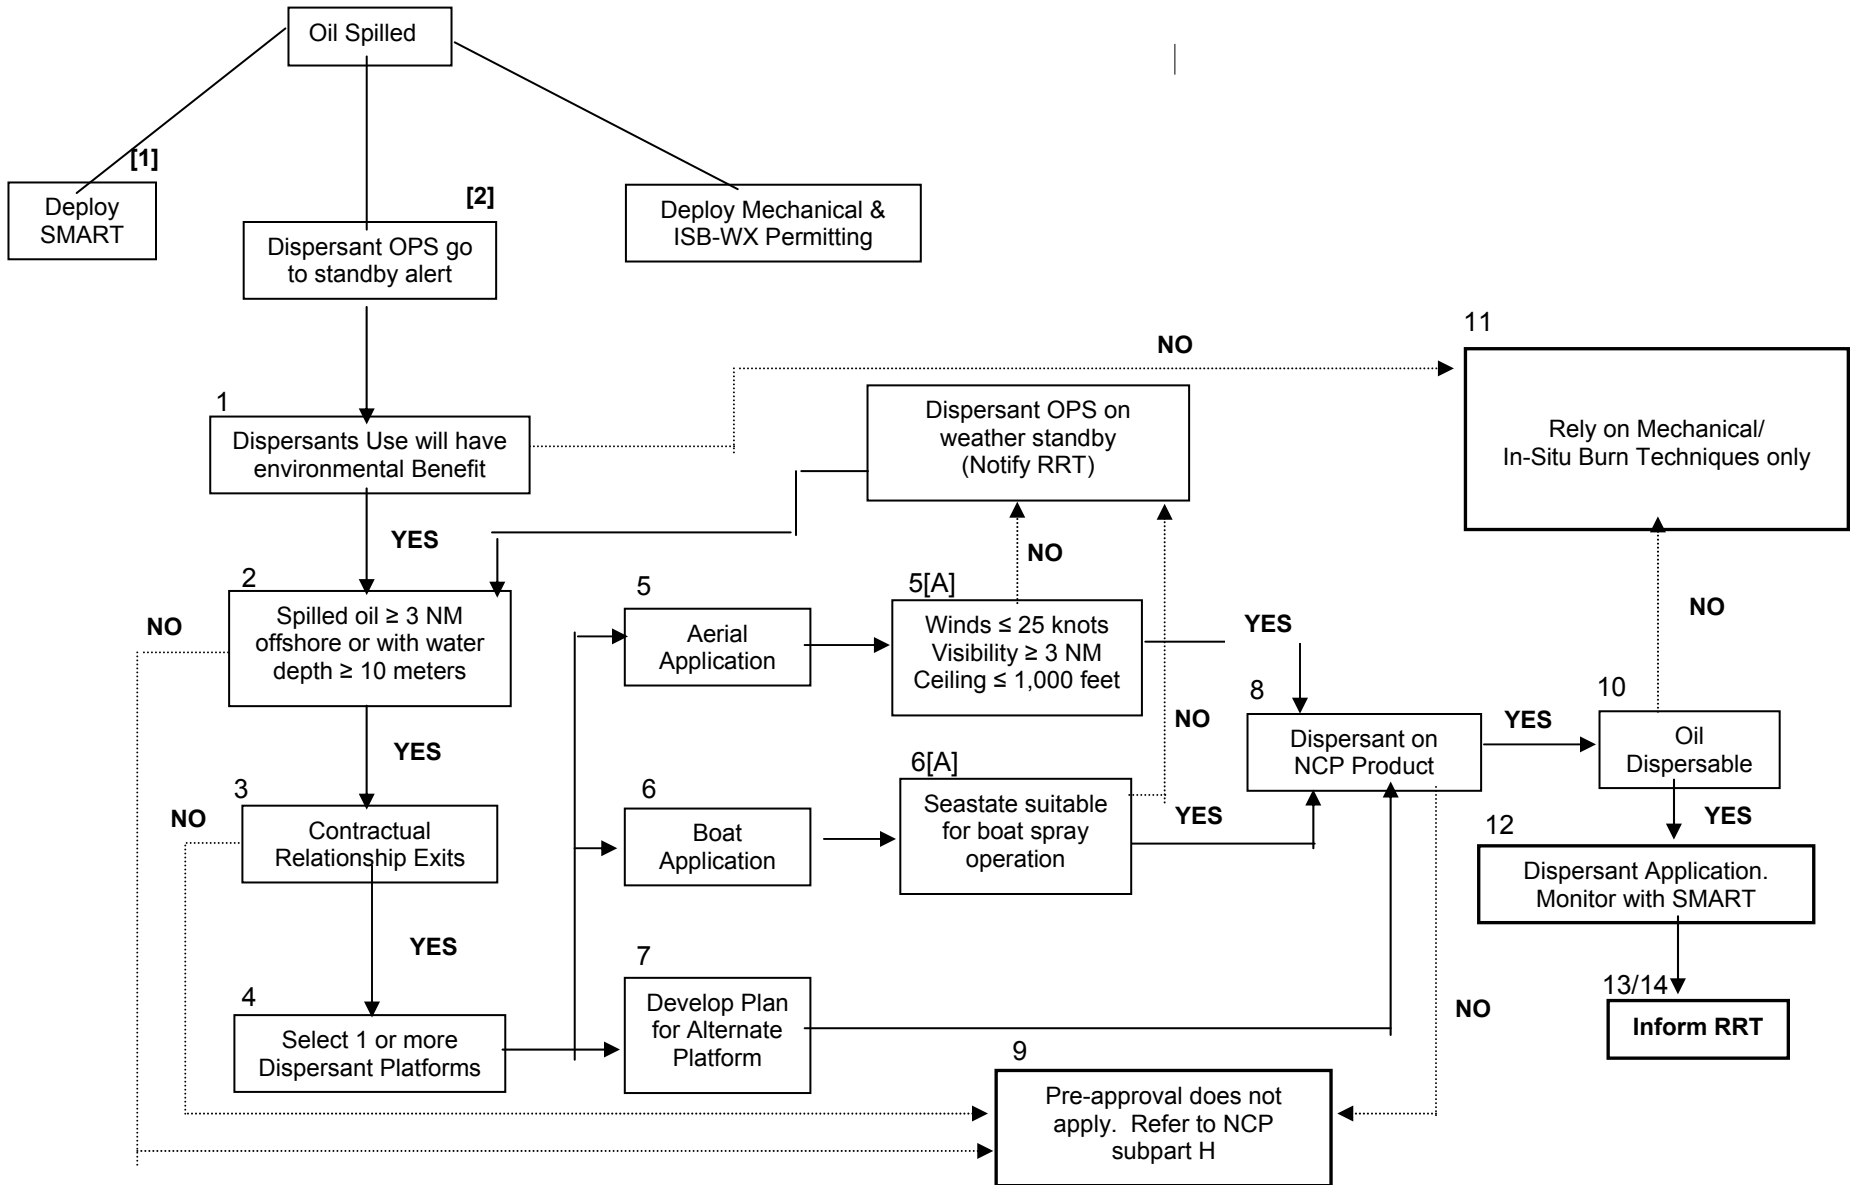 Oil Spilled
[1]
Deploy
SMART
[2]
Dispersant OPS go
to standby alert
Deploy Mechanical &
ISB-WX Permitting
1
Dispersants Use will have
environmental Benefit
NO
11
Rely on Mechanical/
In-Situ Burn Techniques only
Dispersant OPS on
weather standby
(Notify RRT)
YES
2
Spilled oil ≥ 3 NM
offshore or with water
depth ≥ 10 meters
NO
YES
3
Contractual
Relationship Exits
NO
YES
4
Select 1 or more
Dispersant Platforms
5
Aerial
Application
5[A]
Winds ≤ 25 knots
Visibility ≥ 3 NM
Ceiling ≤ 1,000 feet
NO
YES
6
Boat
Application
6[A]
Seastate suitable
for boat spray
operation
NO
YES
7
Develop Plan
for Alternate
Platform
8
Dispersant on
NCP Product
YES
NO
9
Pre-approval does not
apply. Refer to NCP
subpart H
10
Oil
Dispersable
NO
YES
12
Dispersant Application.
Monitor with SMART
13/14
Inform RRT